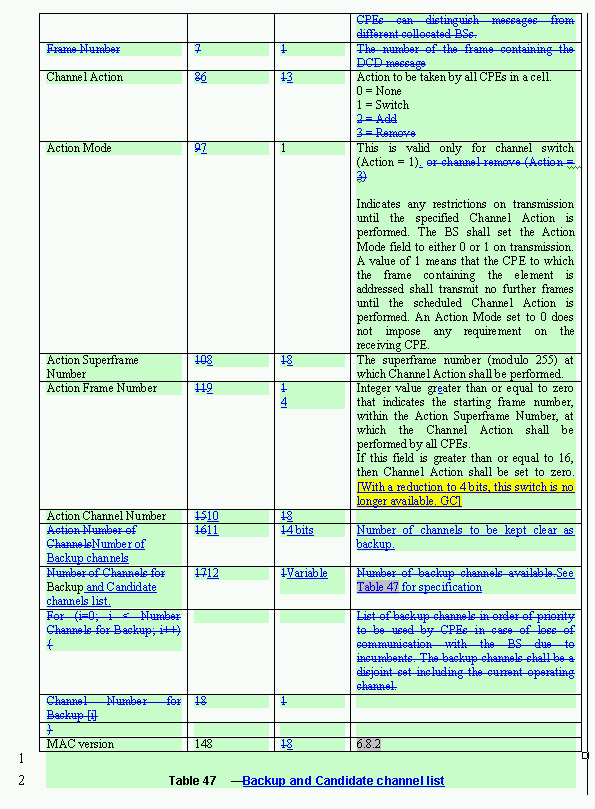 CPEs can distinguish messages from
different collocated BSs.
Frame Number 7 1 The number of the frame containing the
DCD message
Channel Action 86 13 Action to be taken by all CPEs in a cell.
0 = None
1 = Switch
2 = Add
3 = Remove
Action Mode 97 1 This is valid only for channel switch
(Action = 1). or channel remove (Action =
3)
Indicates any restrictions on transmission
until the specified Channel Action is
performed. The BS shall set the Action
Mode field to either 0 or 1 on transmission.
A value of 1 means that the CPE to which
the frame containing the element is
addressed shall transmit no further frames
until the scheduled Channel Action is
performed. An Action Mode set to 0 does
not impose any requirement on the
receiving CPE.
Action Superframe 108 18 The superframe number (modulo 255) at
Number which Channel Action shall be performed.
Action Frame Number 119 1 Integer value greater than or equal to zero
4 that indicates the starting frame number,
within the Action Superframe Number, at
which the Channel Action shall be
performed by all CPEs.
If this field is greater than or equal to 16,
then Channel Action shall be set to zero.
[With a reduction to 4 bits, this switch is no
longer available. GC]
Action Channel Number 1510 18
Action Number of 1611 14 bits Number of channels to be kept clear as
ChannelsNumber of backup.
Backup channels
Number of Channels for 1712 1Variable Number of backup channels available.See
Backup and Candidate Table 47 for specification
channels list.
For (i=0; i < Number List of backup channels in order of priority
Channels for Backup; i++) to be used by CPEs in case of loss of
{ communication with the BS due to
incumbents. The backup channels shall be a
disjoint set including the current operating
channel.
Channel Number for 18 1
Backup [i]
}
MAC version 148 18 6.8.2
1
2 Table 47 —Backup and Candidate channel list